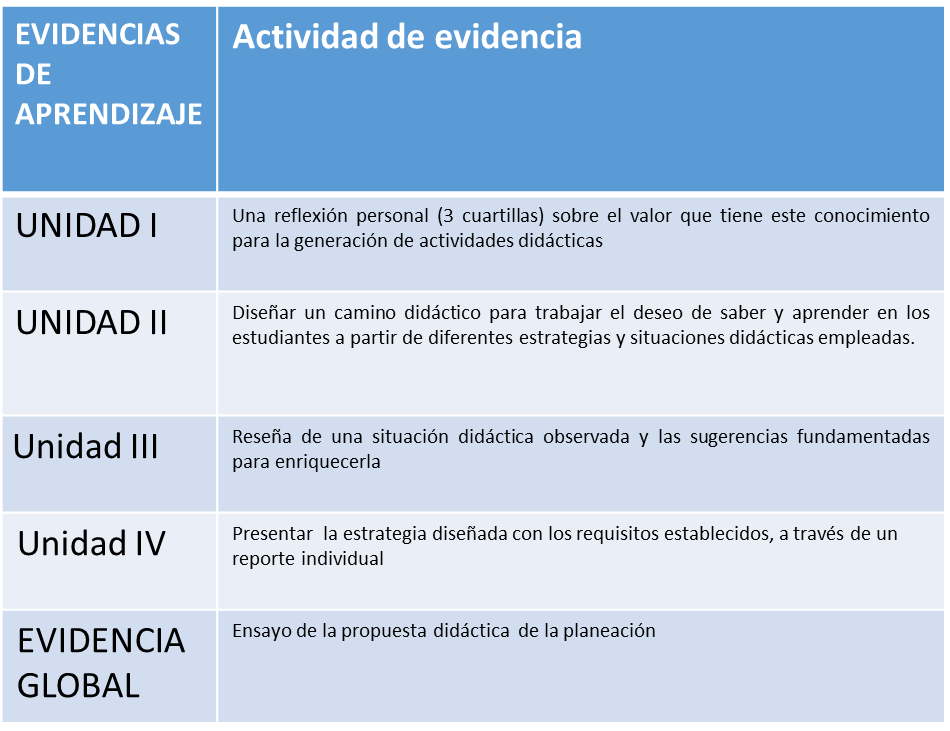 EVIDENCIAS
DE
APRENDIZAJE
Actividad de evidencia
UNIDAD I
Una reflexión personal (3 cuartillas) sobre el valor que tiene este conocimiento
para la generación de actividades didácticas
UNIDAD II
Diseñar un camino didáctico para trabajar el deseo de saber y aprender en los
estudiantes a partir de diferentes estrategias y situaciones didácticas empleadas.
Unidad III
Reseña de una situación didáctica observada y las sugerencias fundamentadas
para enriquecerla
Unidad IV
Presentar la estrategia diseñada con los requisitos establecidos, a través de un
reporte individual
EVIDENCIA
GLOBAL
Ensayo de la propuesta didáctica de la planeación